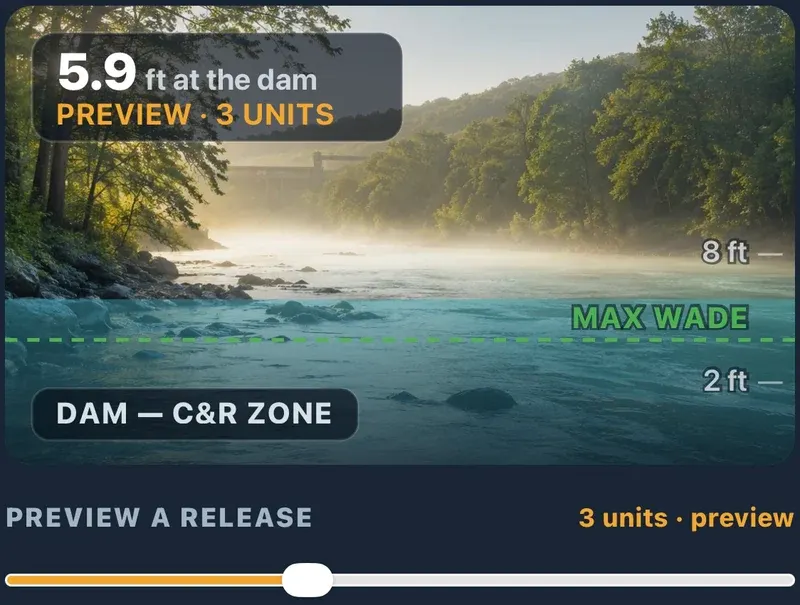 5.9 ft at the dam
PREVIEW · 3 UNITS
8 ft
MAX WADE
2 ft
DAM — C&R ZONE
PREVIEW A RELEASE
3 units · preview